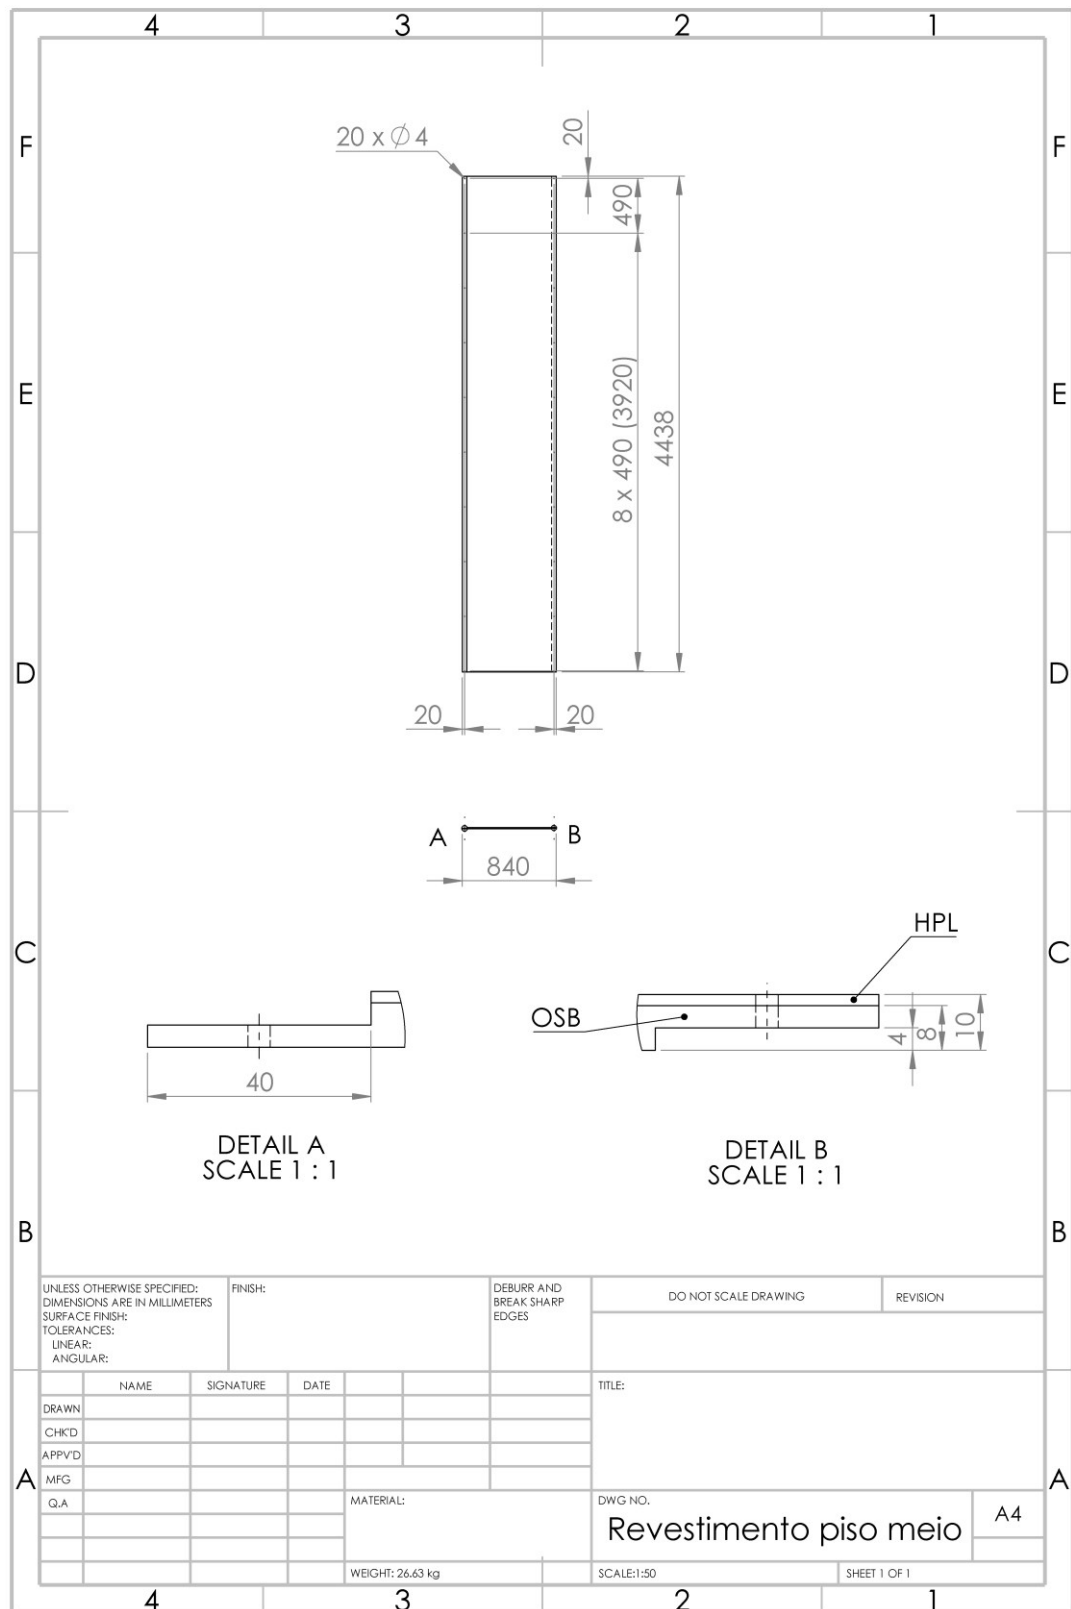 4 3 2 1
F F
20 x ∅ 4
20
490
E E
8 x 490 (3920)
4438
D D
20 20
A B
840
C C
HPL
OSB
4 8 10
40
DETAIL A
SCALE 1 : 1
DETAIL B
SCALE 1 : 1
B B
UNLESS OTHERWISE SPECIFIED:
DIMENSIONS ARE IN MILLIMETERS
SURFACE FINISH:
TOLERANCES:
LINEAR:
ANGULAR:
FINISH:
DEBURR AND
BREAK SHARP
EDGES
DO NOT SCALE DRAWING
REVISION
NAME SIGNATURE DATE
TITLE:
DRAWN
CHK'D
APPV'D
MFG
A A
Q.A
MATERIAL:
DWG NO.
Revestimento piso meio
A4
WEIGHT: 26.63 kg
SCALE:1:50
SHEET 1 OF 1
4 3 2 1